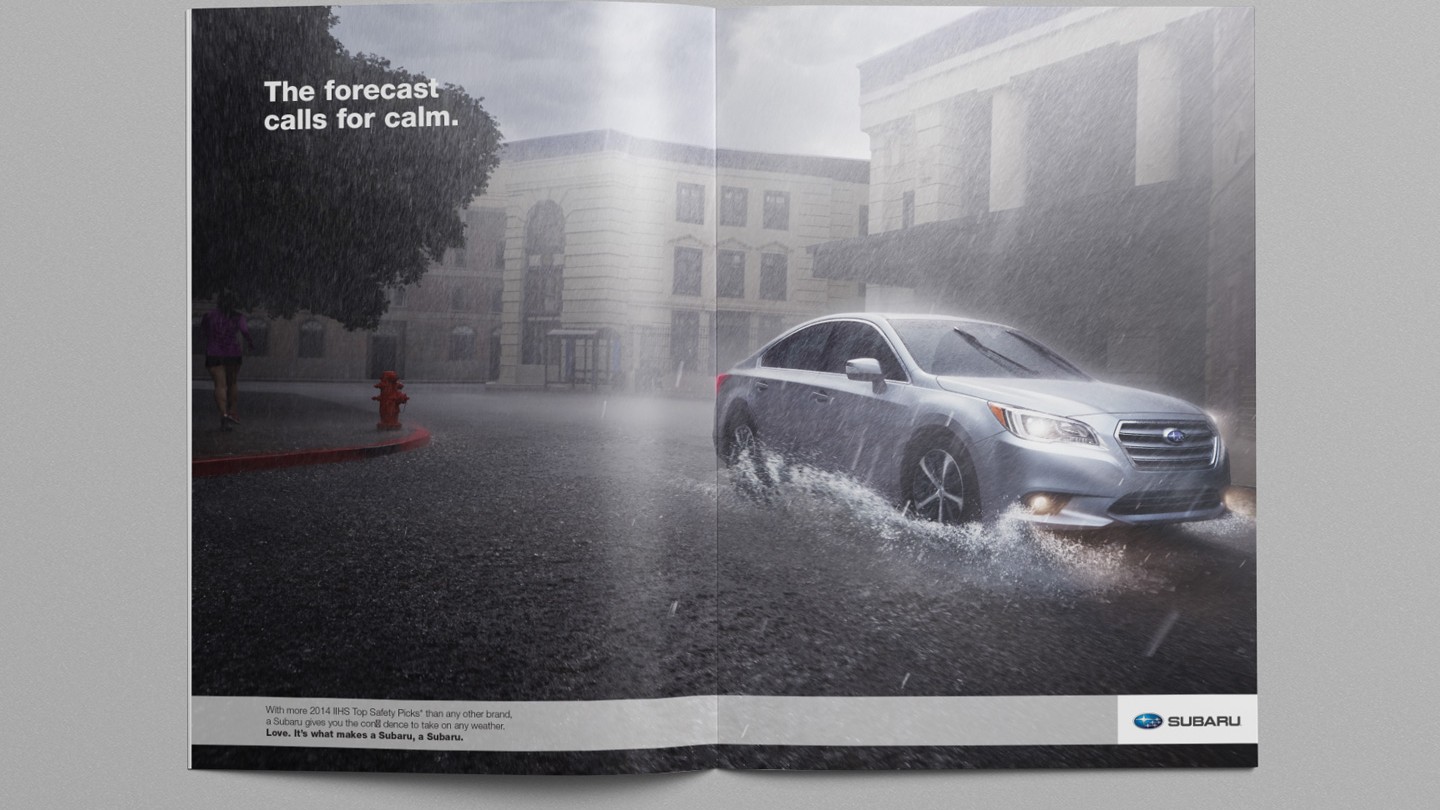 The forecast
calls for calm.
With more 2014 IIHS Top Safety Picks* than any other brand,
a Subaru gives you the con▯ dence to take on any weather.
Love. It's what makes a Subaru, a Subaru.
SUBARU